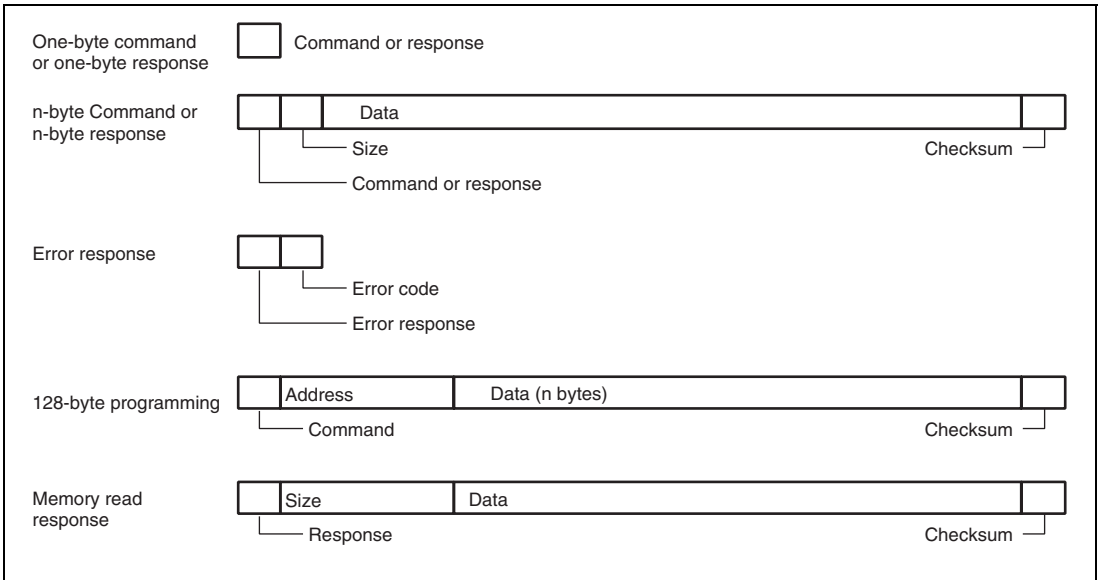 One-byte command
or one-byte response
Command or response
n-byte Command or
n-byte response
Data
Size
Checksum
Command or response
Error response
Error code
Error response
128-byte programming
Address
Data (n bytes)
Command
Checksum
Memory read
response
Size
Data
Response
Checksum